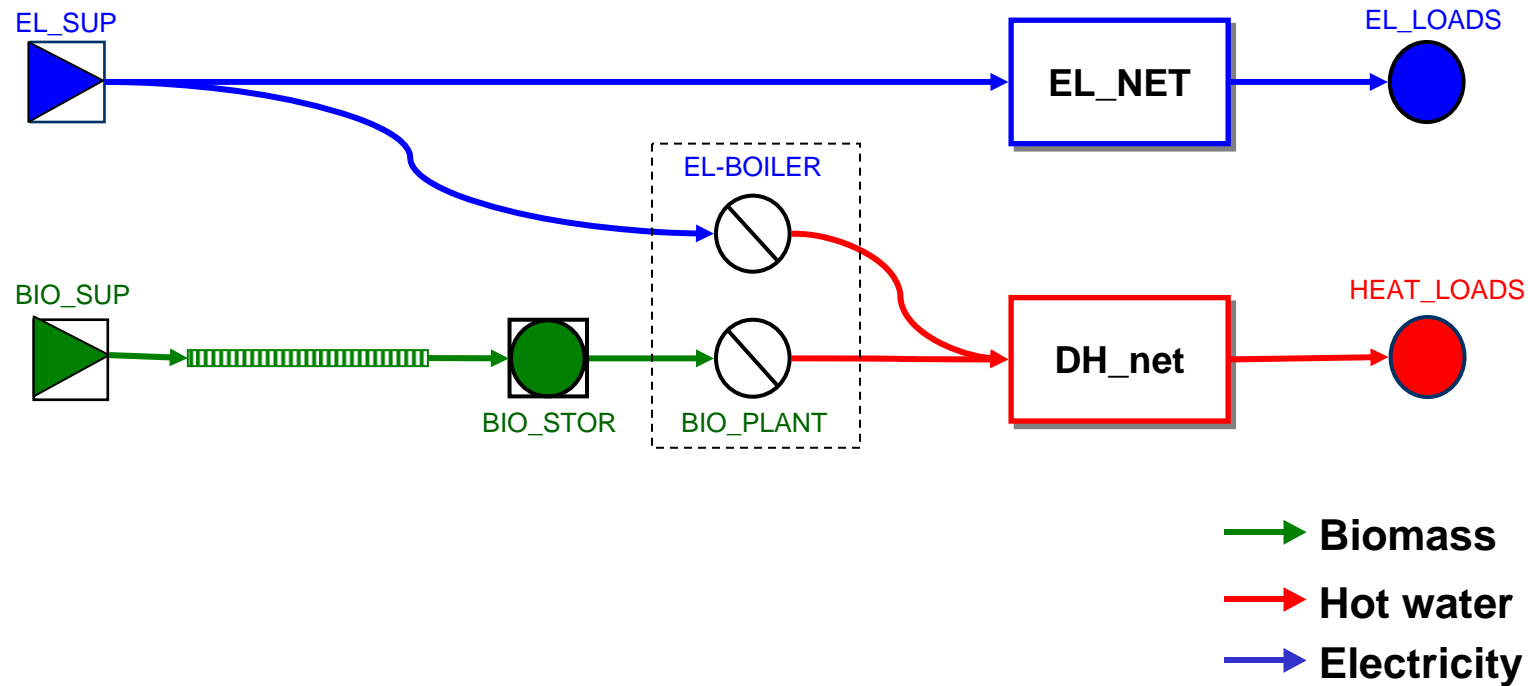 EL_SUP
EL_LOADS
EL_NET
EL-BOILER
BIO_SUP
HEAT_LOADS
DH_net
BIO_STOR
BIO_PLANT
Biomass
Hot water
Electricity